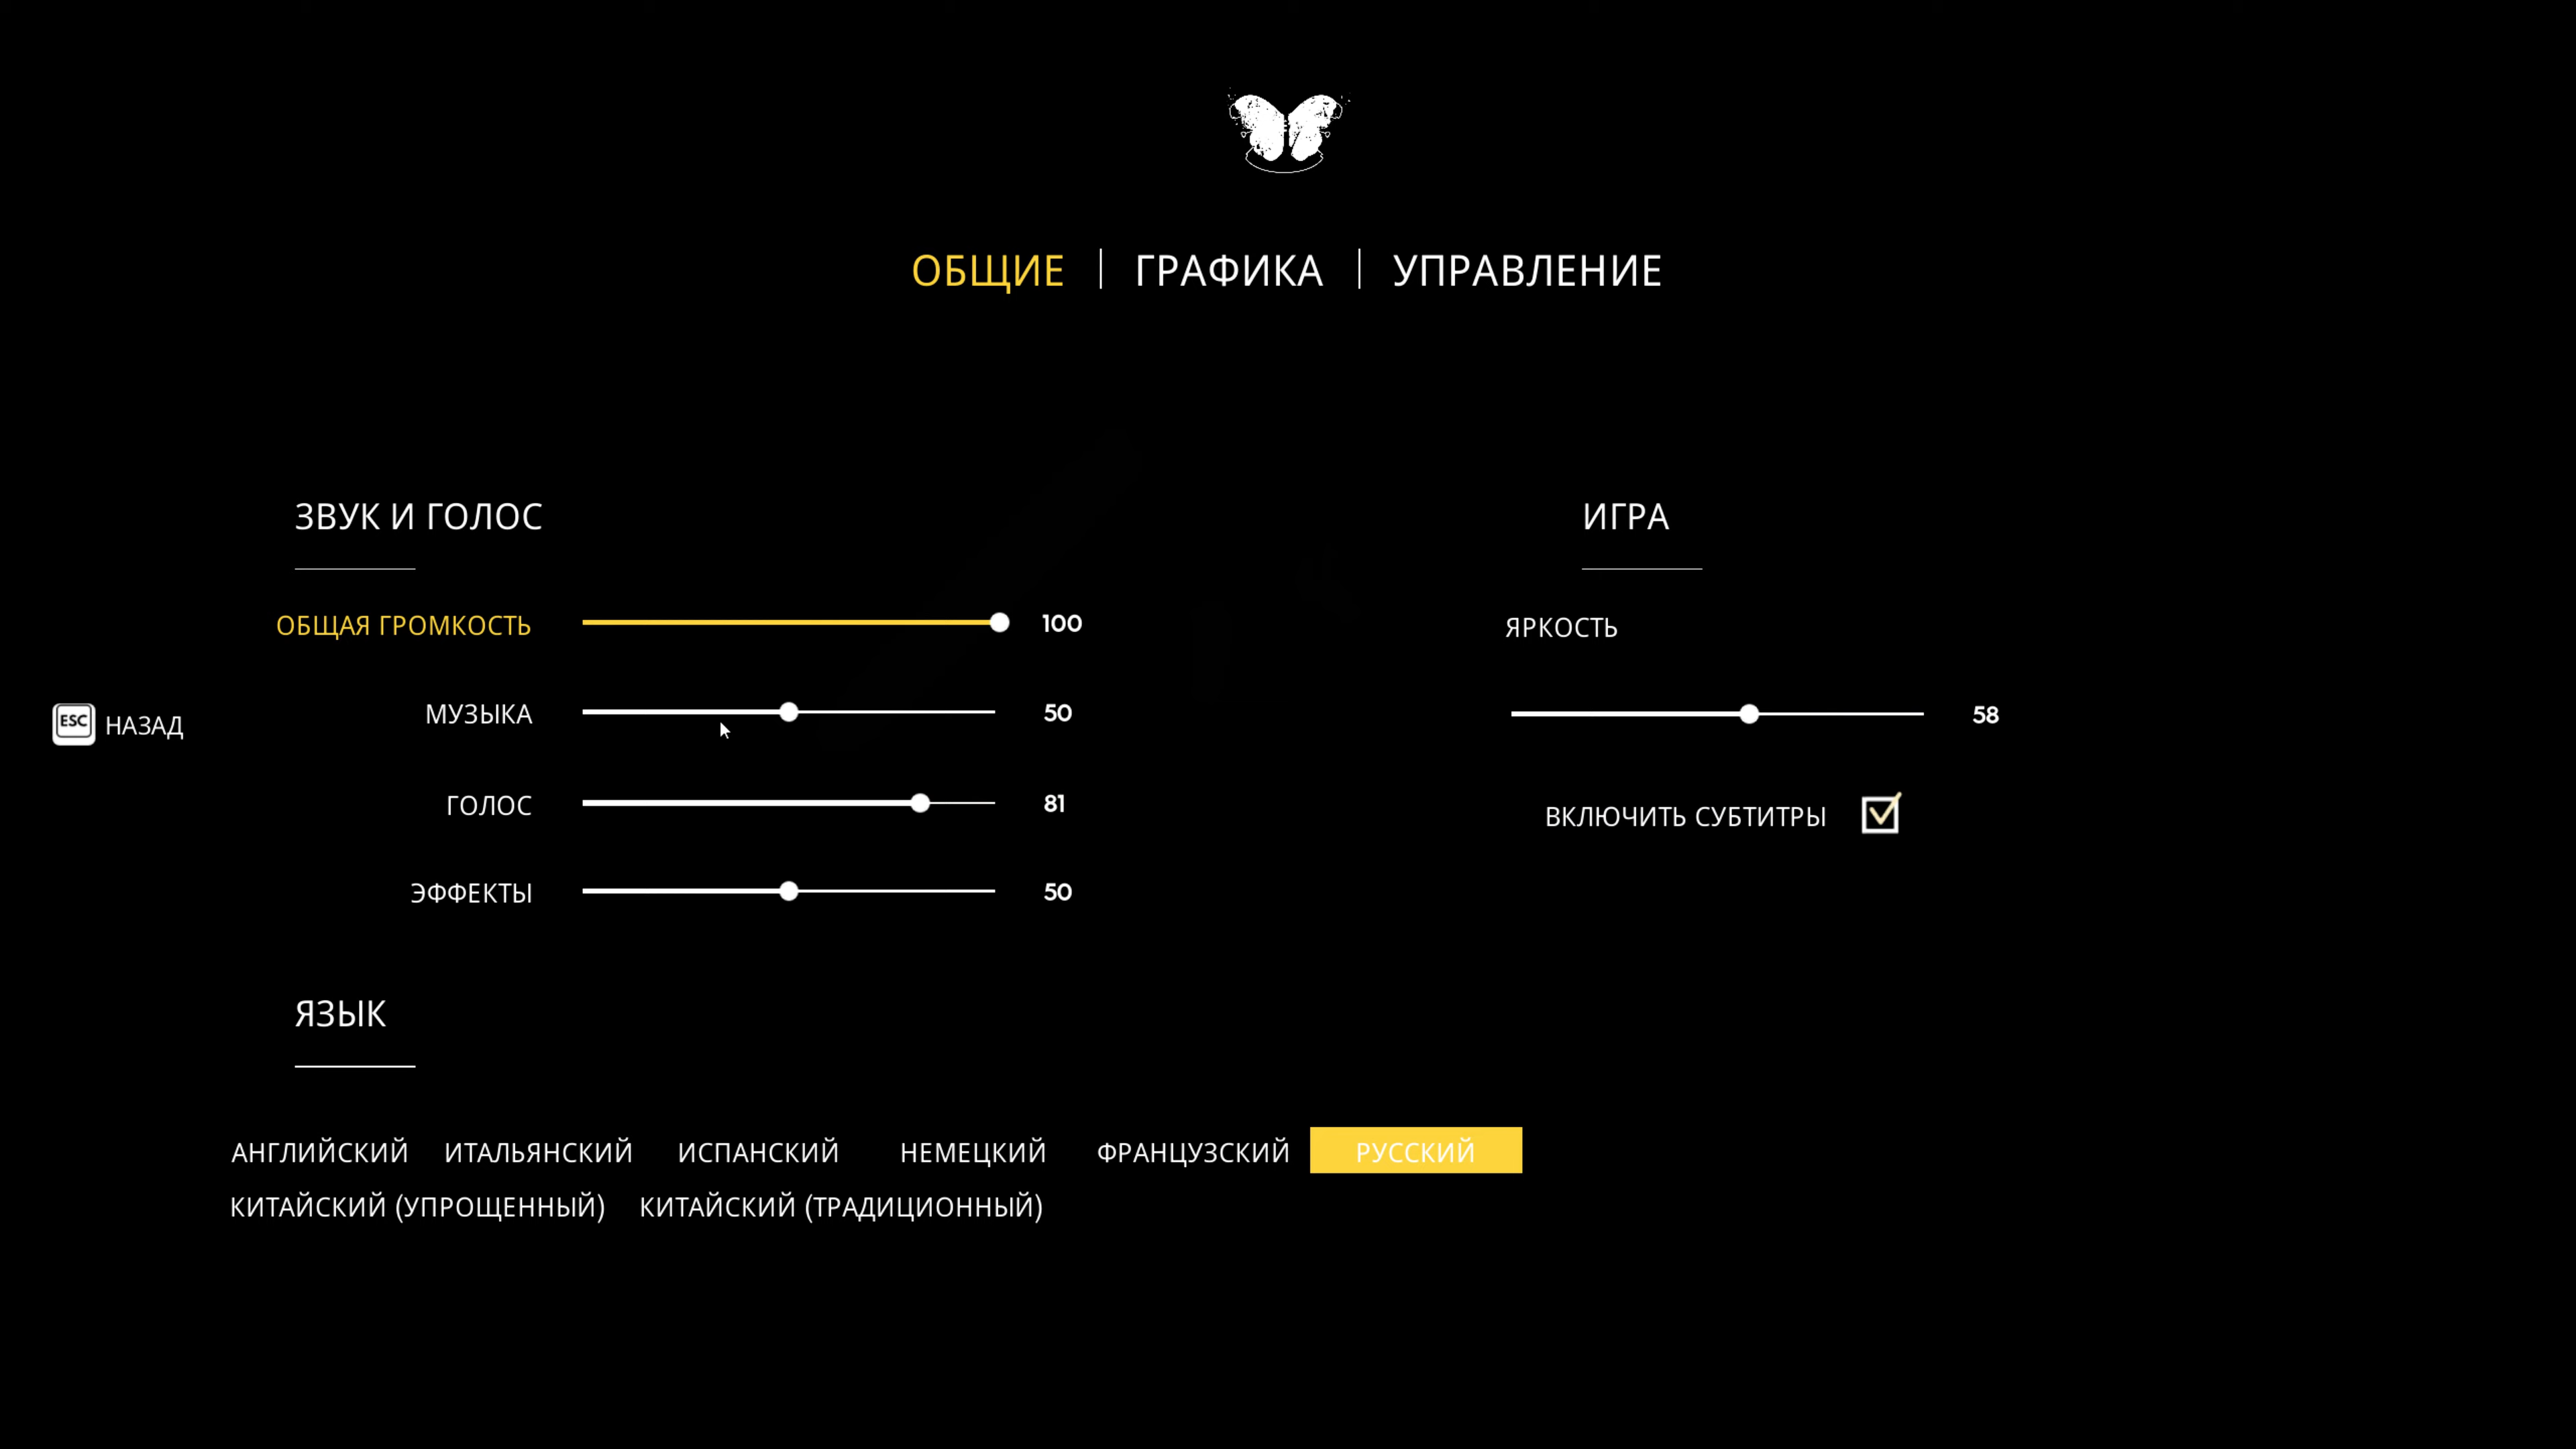 ОБЩИЕ | ГРАФИКА | УПРАВЛЕНИЕ
ЗВУК И ГОЛОС
ОБЩАЯ ГРОМКОСТЬ 100
МУЗЫКА 50
ГОЛОС 81
ЭФФЕКТЫ 50
ESC НАЗАД
ИГРА
ЯРКОСТЬ
58
ВКЛЮЧИТЬ СУБТИТРЫ
ЯЗЫК
АНГЛИЙСКИЙ ИТАЛЬЯНСКИЙ ИСПАНСКИЙ НЕМЕЦКИЙ ФРАНЦУЗСКИЙ РУССКИЙ
КИТАЙСКИЙ (УПРОЩЕННЫЙ) КИТАЙСКИЙ (ТРАДИЦИОННЫЙ)